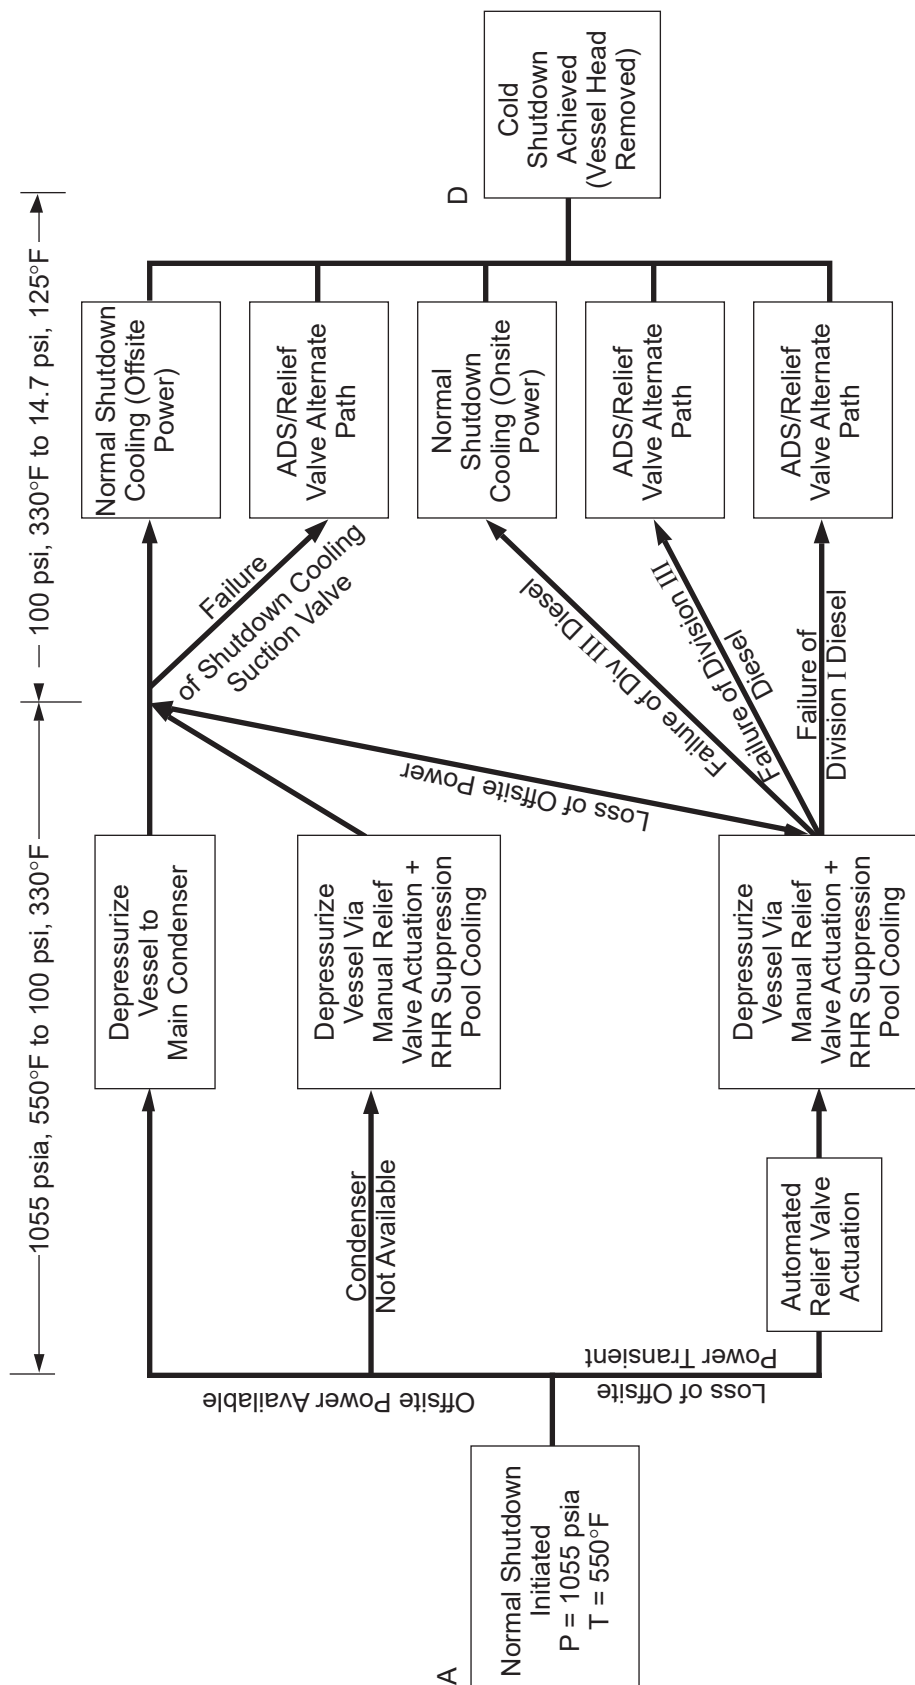 1055 psia, 550°F to 100 psi, 330°F
100 psi, 330°F to 14.7 psi, 125°F
A
Normal Shutdown
Initiated
P = 1055 psia
T = 550°F
Offsite Power Available
Loss of Offsite
Power Transient
Condenser
Not Available
Automated
Relief Valve
Actuation
Depressurize
Vessel to
Main Condenser
Depressurize
Vessel Via
Manual Relief
Valve Actuation +
RHR Suppression
Pool Cooling
Depressurize
Vessel Via
Manual Relief
Valve Actuation +
RHR Suppression
Pool Cooling
Loss of Offsite Power
Failure
of Shutdown Cooling
Suction Valve
Failure of Div III Diesel
Failure of Division III
Diesel
Failure of
Division I Diesel
Normal Shutdown
Cooling (Offsite
Power)
ADS/Relief
Valve Alternate
Path
Normal
Shutdown
Cooling (Onsite
Power)
ADS/Relief
Valve Alternate
Path
ADS/Relief
Valve Alternate
Path
D
Cold
Shutdown
Achieved
(Vessel Head
Removed)